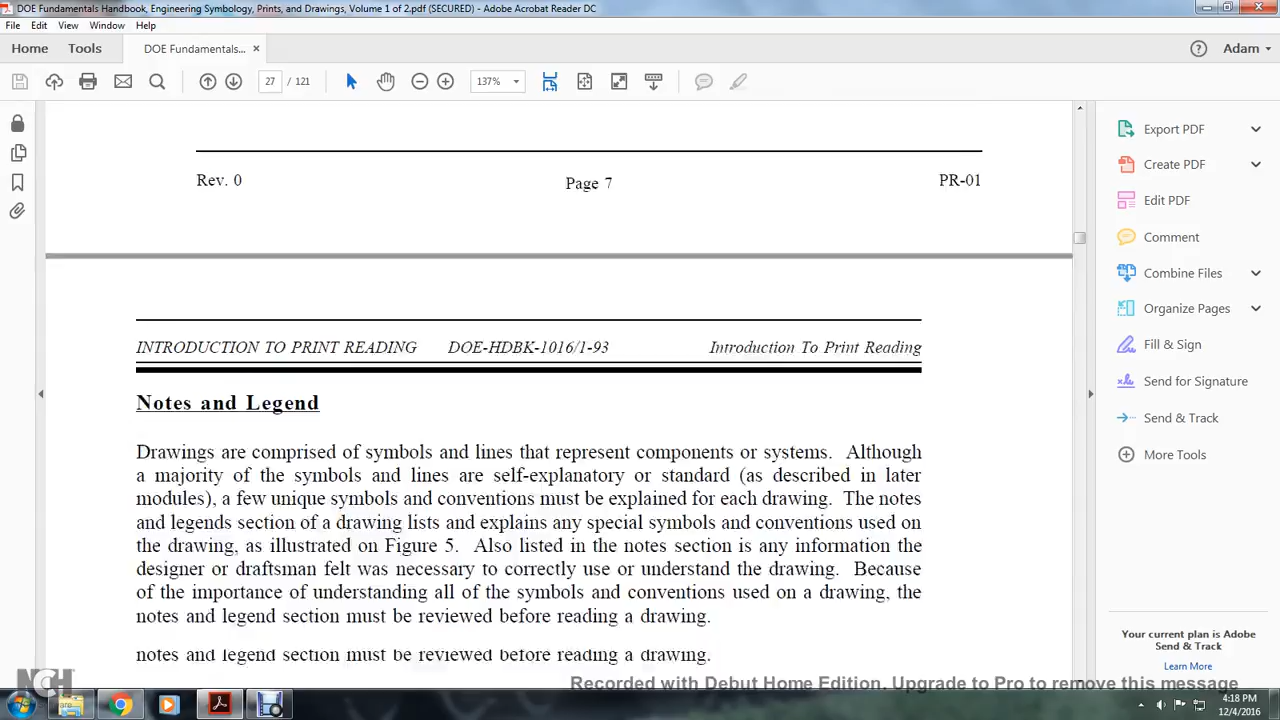 DOE Fundamentals Handbook, Engineering Symbology, Prints, and Drawings, Volume 1 of 2.pdf (SECURED) - Adobe Acrobat Reader DC
File Edit View Window Help
Home Tools DOE Fundamentals... × Adam
27 / 121 137%
Rev. 0 Page 7 PR-01
INTRODUCTION TO PRINT READING DOE-HDBK-1016/1-93 Introduction To Print Reading
Notes and Legend
Drawings are comprised of symbols and lines that represent components or systems. Although
a majority of the symbols and lines are self-explanatory or standard (as described in later
modules), a few unique symbols and conventions must be explained for each drawing. The notes
and legends section of a drawing lists and explains any special symbols and conventions used on
the drawing, as illustrated on Figure 5. Also listed in the notes section is any information the
designer or draftsman felt was necessary to correctly use or understand the drawing. Because
of the importance of understanding all of the symbols and conventions used on a drawing, the
notes and legend section must be reviewed before reading a drawing.
notes and legend section must be reviewed before reading a drawing.
Export PDF
Create PDF
Edit PDF
Comment
Combine Files
Organize Pages
Fill & Sign
Send for Signature
Send & Track
More Tools
Your current plan is Adobe
Send & Track
Learn More
NCH
Recorded with Debut Home Edition. Upgrade to Pro to remove this message
4:18 PM
12/4/2016